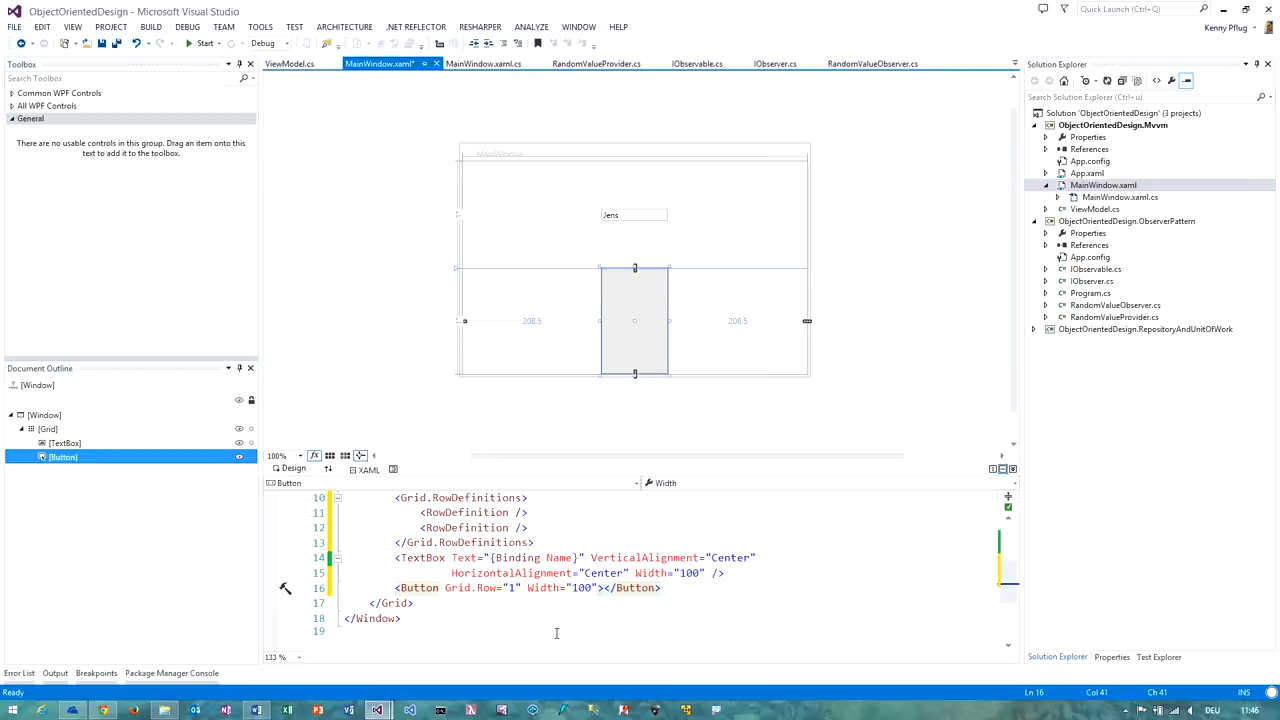 ObjectOrientedDesign - Microsoft Visual Studio
Quick Launch (Ctrl+Q)
FILE EDIT VIEW PROJECT BUILD DEBUG TEAM TOOLS TEST ARCHITECTURE .NET REFLECTOR RESHARPER ANALYZE WINDOW HELP
Kenny Pflug
Start Debug
Toolbox
ViewModel.cs MainWindow.xaml* MainWindow.xaml.cs RandomValueProvider.cs IObservable.cs IObserver.cs RandomValueObserver.cs
Solution Explorer
Search Toolbox
Common WPF Controls
All WPF Controls
General
There are no usable controls in this group. Drag an item onto this
text to add it to the toolbox.
MainWindow
Jens
208.5 208.5
Search Solution Explorer (Ctrl+ü)
Solution 'ObjectOrientedDesign' (3 projects)
ObjectOrientedDesign.Mvvm
Properties
References
App.config
App.xaml
MainWindow.xaml
MainWindow.xaml.cs
ViewModel.cs
ObjectOrientedDesign.ObserverPattern
Properties
References
App.config
IObservable.cs
IObserver.cs
Program.cs
RandomValueObserver.cs
RandomValueProvider.cs
ObjectOrientedDesign.RepositoryAndUnitOfWork
Document Outline
[Window]
[Window]
[Grid]
[TextBox]
[Button]
100%
Design XAML
Button Width
10 <Grid.RowDefinitions>
11 <RowDefinition />
12 <RowDefinition />
13 </Grid.RowDefinitions>
14 <TextBox Text="{Binding Name}" VerticalAlignment="Center"
15 HorizontalAlignment="Center" Width="100" />
16 <Button Grid.Row="1" Width="100"></Button>
17 </Grid>
18 </Window>
19
133 %
Solution Explorer Properties Test Explorer
Error List Output Breakpoints Package Manager Console
Ready Ln 16 Col 41 Ch 41 INS
DEU 11:46